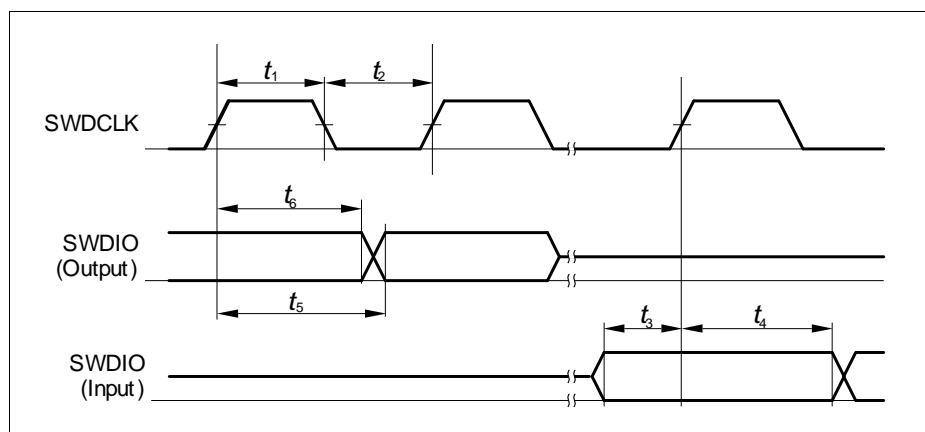 t₁ t₂
SWDCLK
t₆
SWDIO
(Output)
t₅
t₃ t₄
SWDIO
(Input)